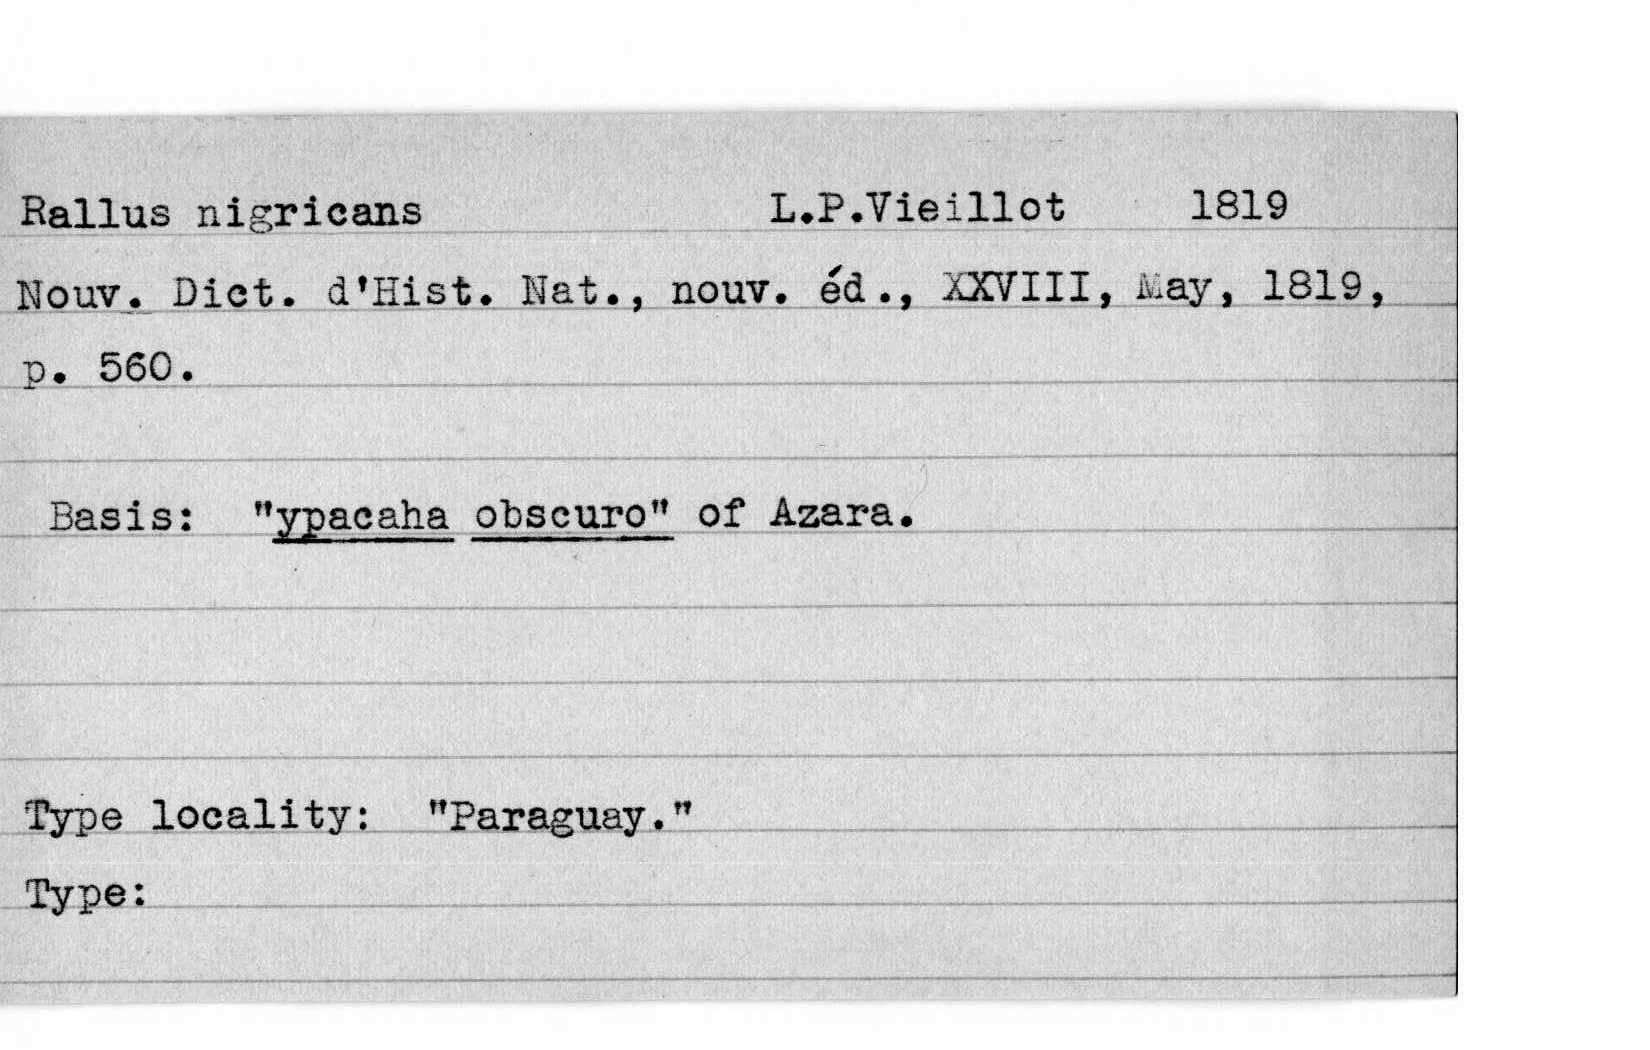 Rallus nigricans L.P.Vieillot 1819
Nouv. Dict. d'Hist. Nat., nouv. éd., XXVIII, May, 1819,
p. 560.
Basis: "ypacaha obscuro" of Azara.
Type locality: "Paraguay."
Type: